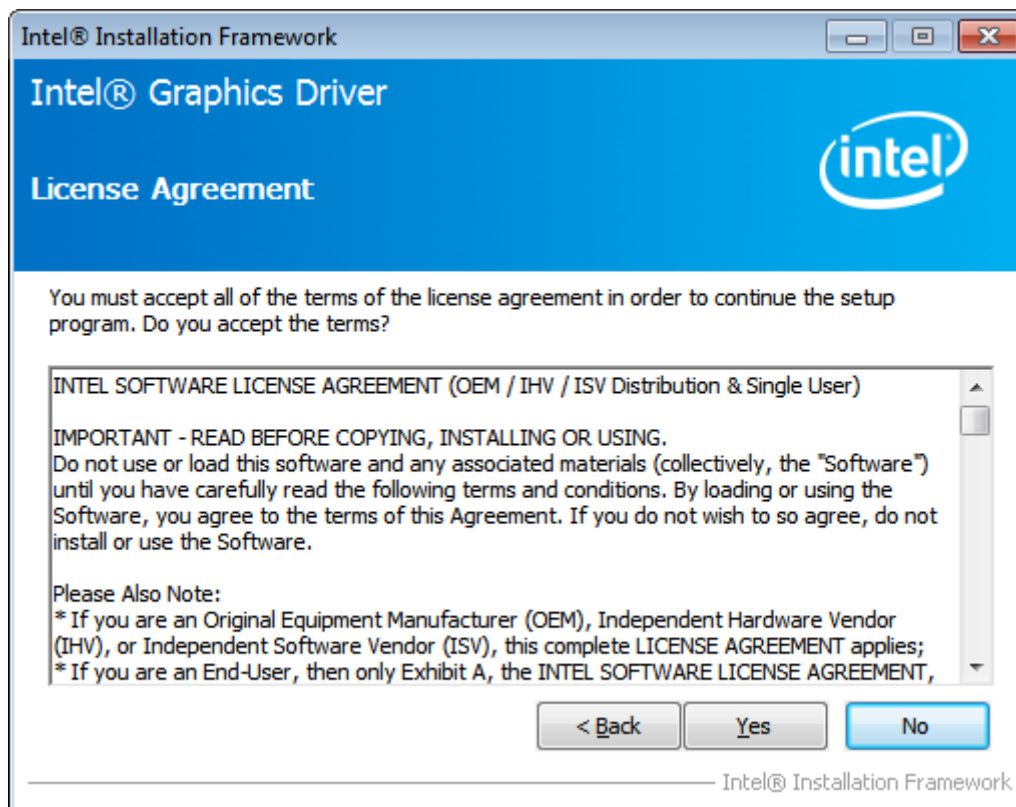 Intel® Installation Framework
Intel® Graphics Driver
intel®
License Agreement
You must accept all of the terms of the license agreement in order to continue the setup
program. Do you accept the terms?
INTEL SOFTWARE LICENSE AGREEMENT (OEM / IHV / ISV Distribution & Single User)
IMPORTANT - READ BEFORE COPYING, INSTALLING OR USING.
Do not use or load this software and any associated materials (collectively, the "Software")
until you have carefully read the following terms and conditions. By loading or using the
Software, you agree to the terms of this Agreement. If you do not wish to so agree, do not
install or use the Software.
Please Also Note:
* If you are an Original Equipment Manufacturer (OEM), Independent Hardware Vendor
(IHV), or Independent Software Vendor (ISV), this complete LICENSE AGREEMENT applies;
* If you are an End-User, then only Exhibit A, the INTEL SOFTWARE LICENSE AGREEMENT,
< Back Yes No
Intel® Installation Framework